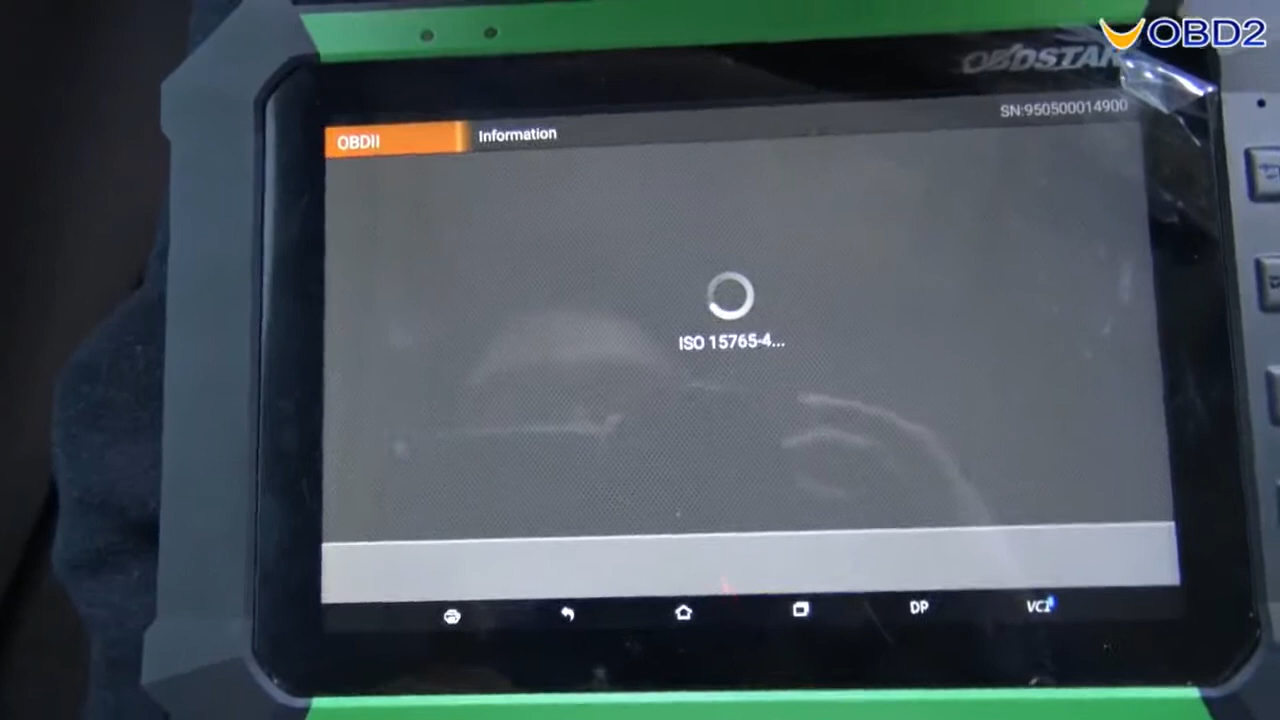 OBD2
OBDSTAR
SN:950500014900
OBDII
Information
ISO 15765-4...
DP
VCI